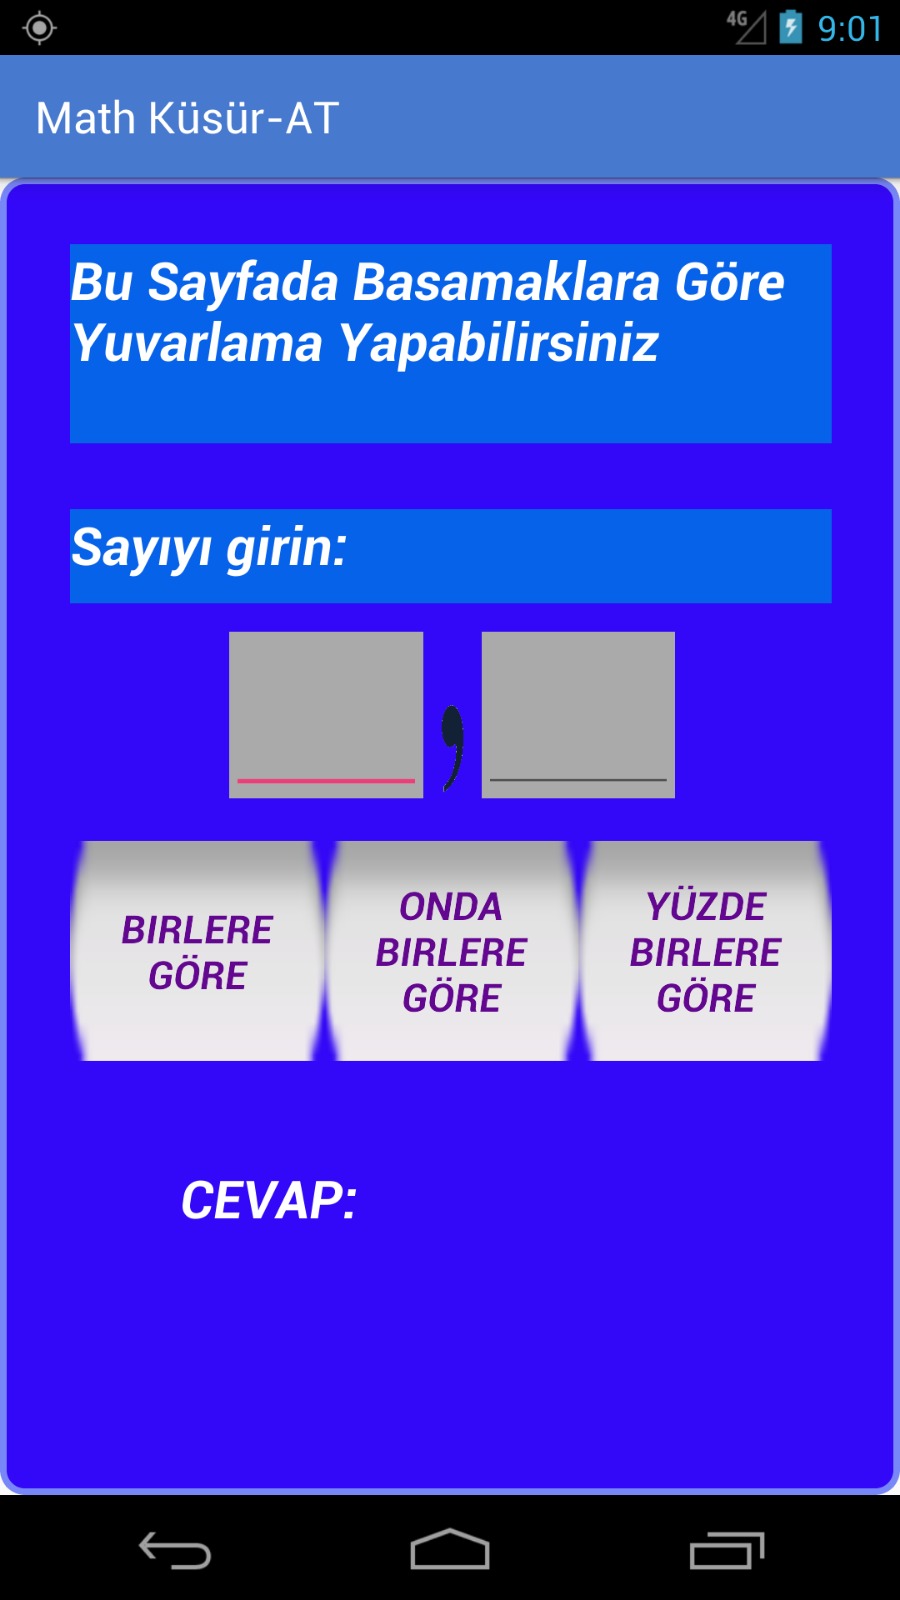 4G 9:01
Math Küsür-AT
Bu Sayfada Basamaklara Göre
Yuvarlama Yapabilirsiniz
Sayıyı girin:
,
BIRLERE
GÖRE
ONDA
BIRLERE
GÖRE
YÜZDE
BIRLERE
GÖRE
CEVAP: